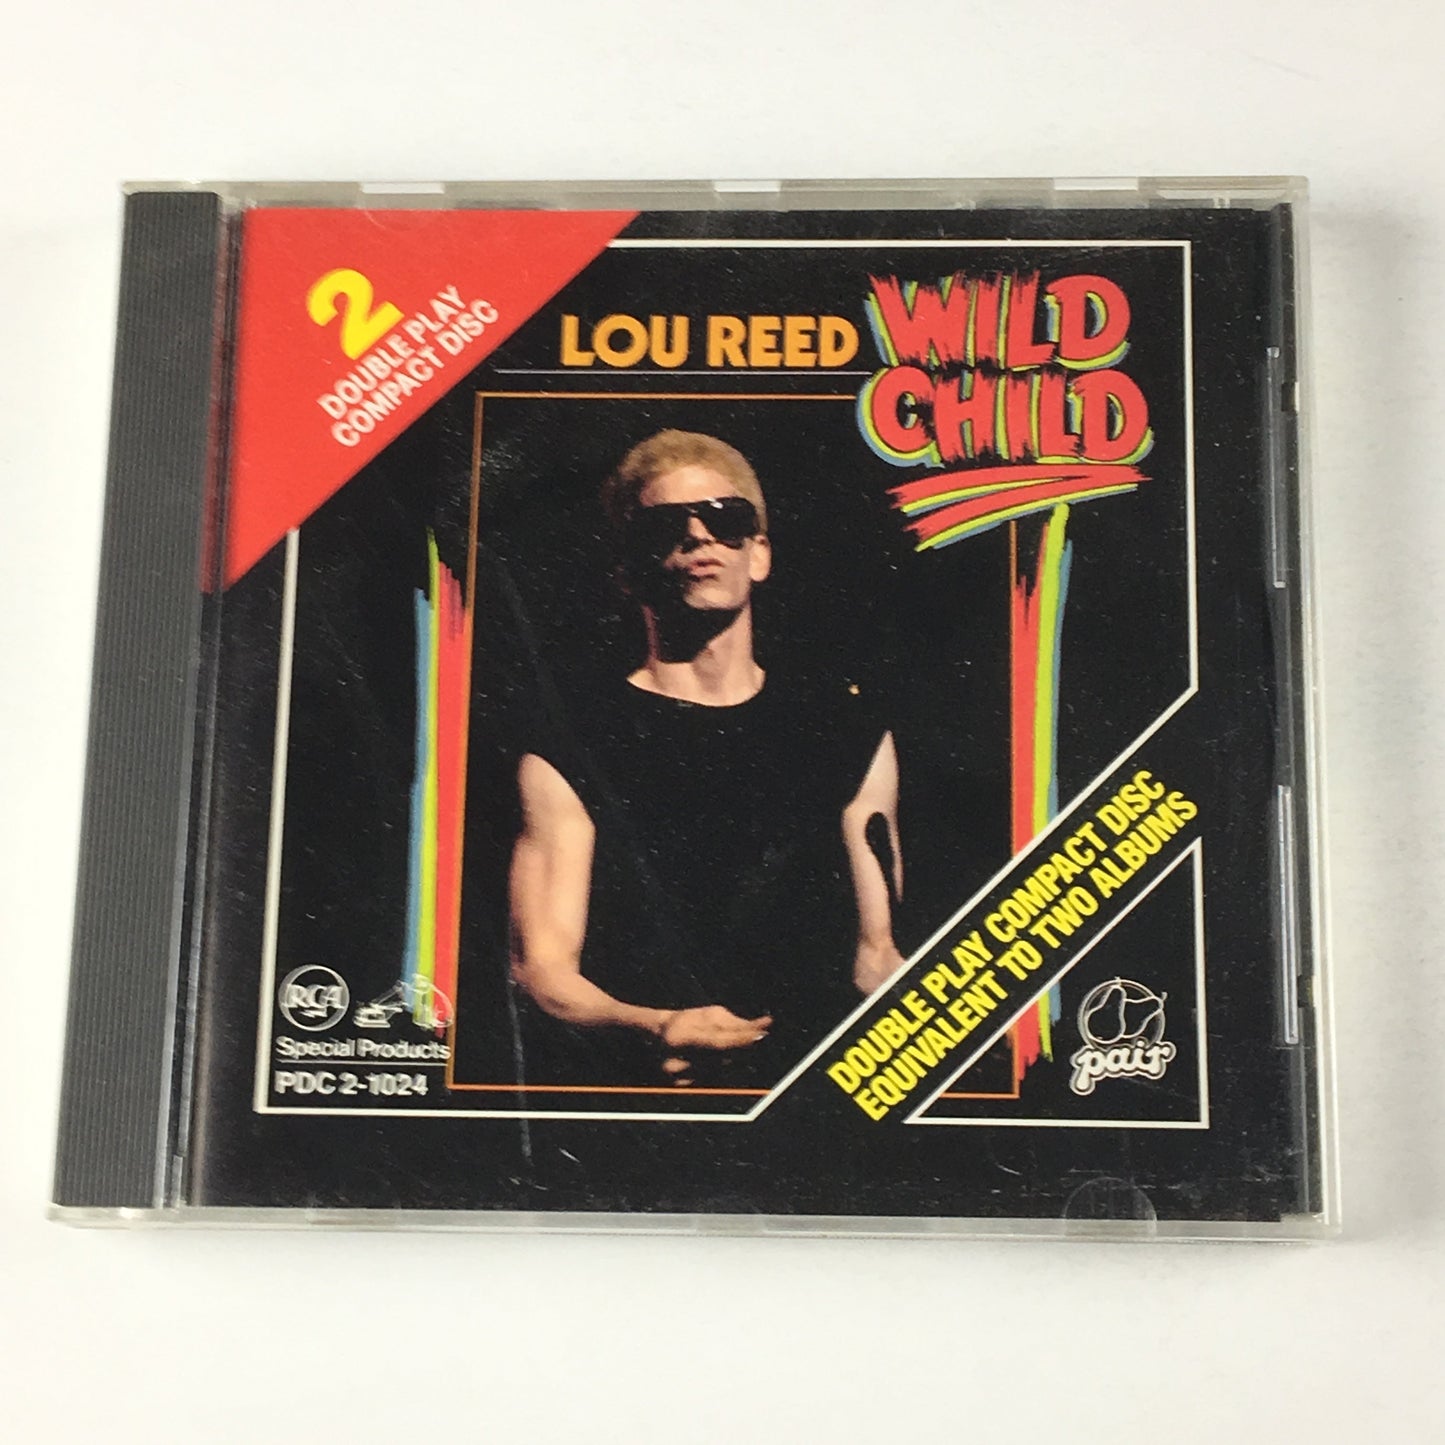 2
DOUBLE PLAY
COMPACT DISC
LOU REED
WILD
CHILD
DOUBLE PLAY COMPACT DISC
EQUIVALENT TO TWO ALBUMS
RCA
Special Products
PDC 2-1024
pair